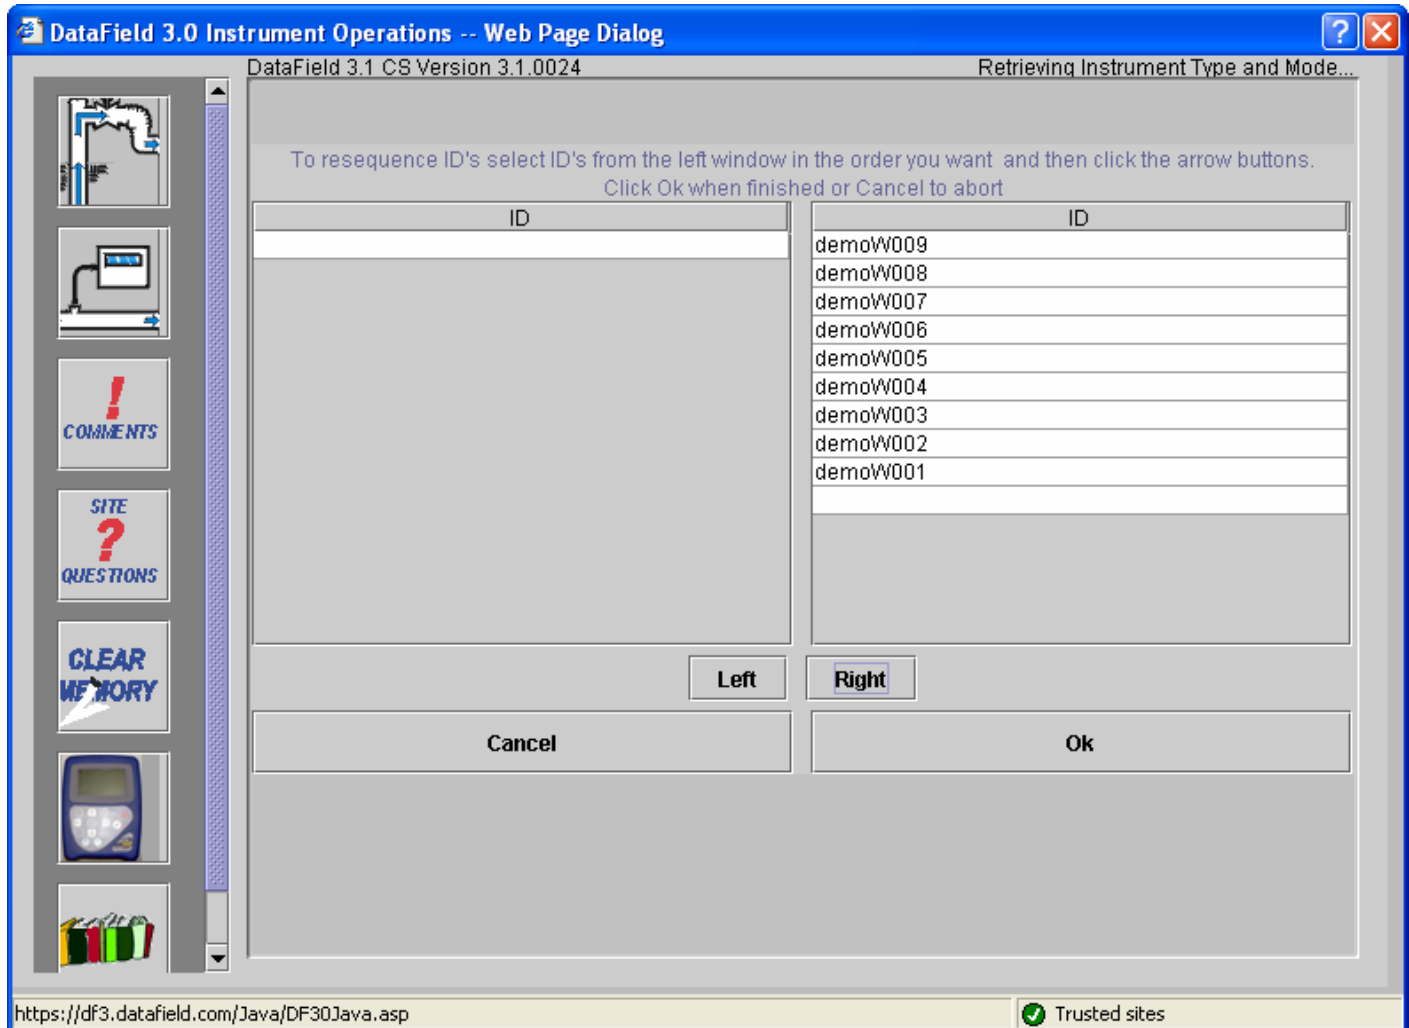 DataField 3.0 Instrument Operations -- Web Page Dialog
DataField 3.1 CS Version 3.1.0024
Retrieving Instrument Type and Mode...
To resequence ID's select ID's from the left window in the order you want and then click the arrow buttons.
Click Ok when finished or Cancel to abort
ID
ID
demoW009
demoW008
demoW007
demoW006
demoW005
demoW004
demoW003
demoW002
demoW001
Left
Right
Cancel
Ok
!
COMMENTS
SITE
?
QUESTIONS
CLEAR
MEMORY
https://df3.datafield.com/Java/DF30Java.asp
Trusted sites